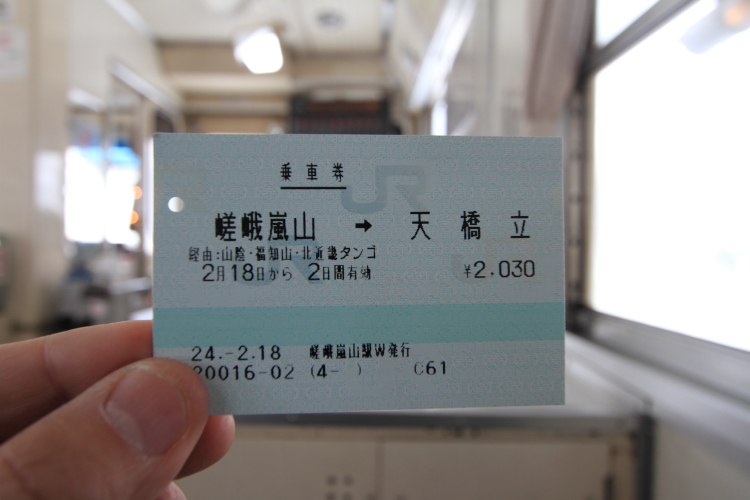 乗車券
嵯峨嵐山 → 天橋立
経由:山陰・福知山・北近畿タンゴ
2月18日から 2日間有効 ¥2,030
24.-2.18 嵯峨嵐山駅W発行
20016-02 (4- ) C61